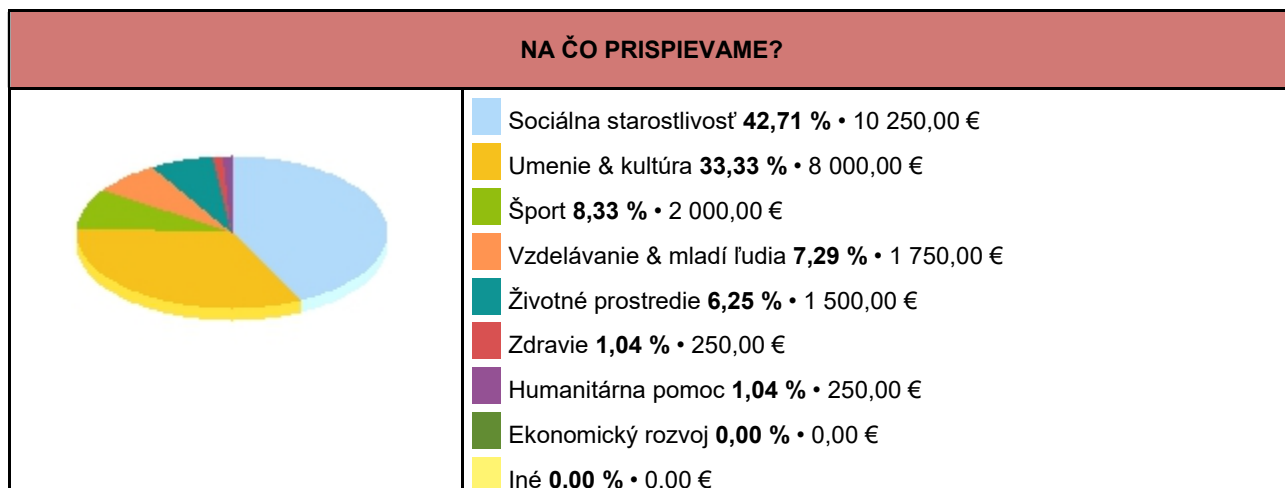 NA ČO PRISPIEVAME?
Sociálna starostlivosť 42,71 % • 10 250,00 €
Umenie & kultúra 33,33 % • 8 000,00 €
Šport 8,33 % • 2 000,00 €
Vzdelávanie & mladí ľudia 7,29 % • 1 750,00 €
Životné prostredie 6,25 % • 1 500,00 €
Zdravie 1,04 % • 250,00 €
Humanitárna pomoc 1,04 % • 250,00 €
Ekonomický rozvoj 0,00 % • 0,00 €
Iné 0,00 % • 0,00 €